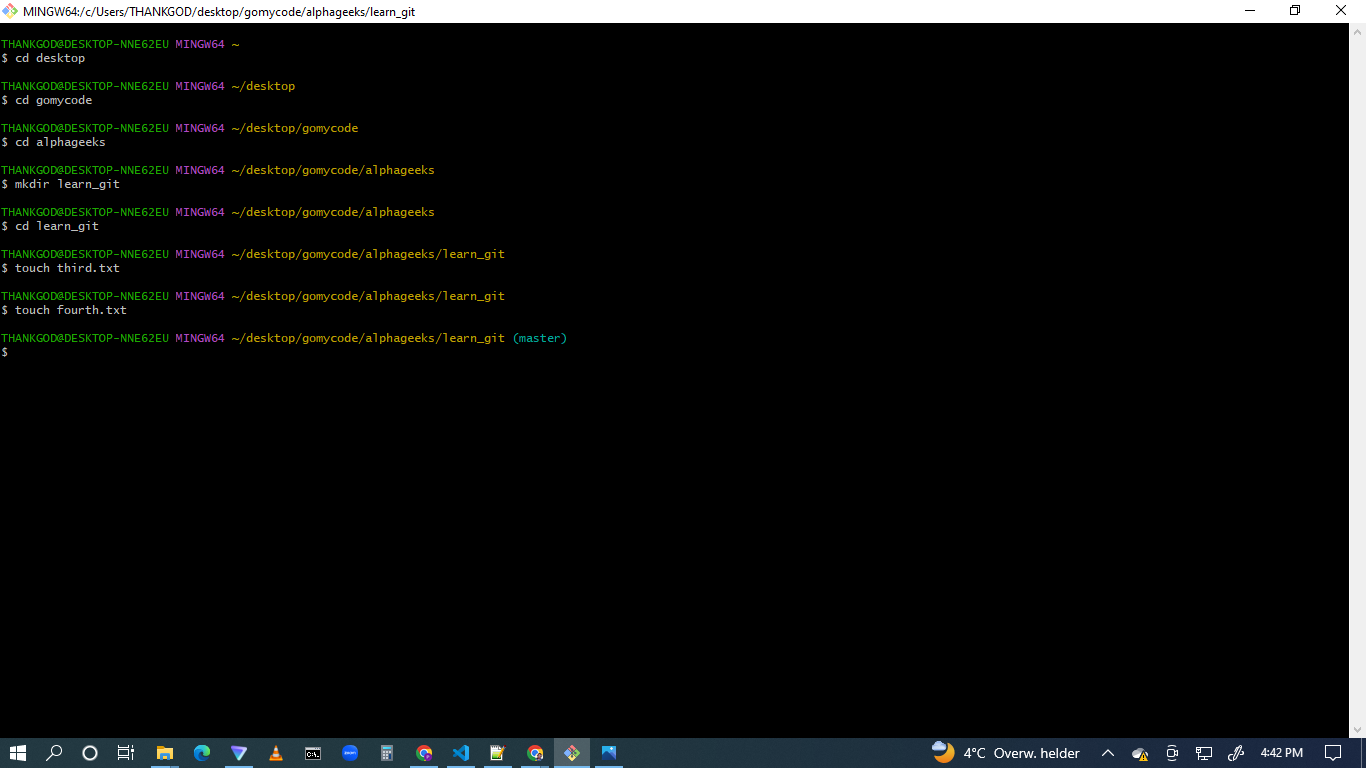 MINGW64:/c/Users/THANKGOD/desktop/gomycode/alphageeks/learn_git
THANKGOD@DESKTOP-NNE62EU MINGW64 ~
$ cd desktop
THANKGOD@DESKTOP-NNE62EU MINGW64 ~/desktop
$ cd gomycode
THANKGOD@DESKTOP-NNE62EU MINGW64 ~/desktop/gomycode
$ cd alphageeks
THANKGOD@DESKTOP-NNE62EU MINGW64 ~/desktop/gomycode/alphageeks
$ mkdir learn_git
THANKGOD@DESKTOP-NNE62EU MINGW64 ~/desktop/gomycode/alphageeks
$ cd learn_git
THANKGOD@DESKTOP-NNE62EU MINGW64 ~/desktop/gomycode/alphageeks/learn_git
$ touch third.txt
THANKGOD@DESKTOP-NNE62EU MINGW64 ~/desktop/gomycode/alphageeks/learn_git
$ touch fourth.txt
THANKGOD@DESKTOP-NNE62EU MINGW64 ~/desktop/gomycode/alphageeks/learn_git (master)
$
4°C Overw. helder
4:42 PM